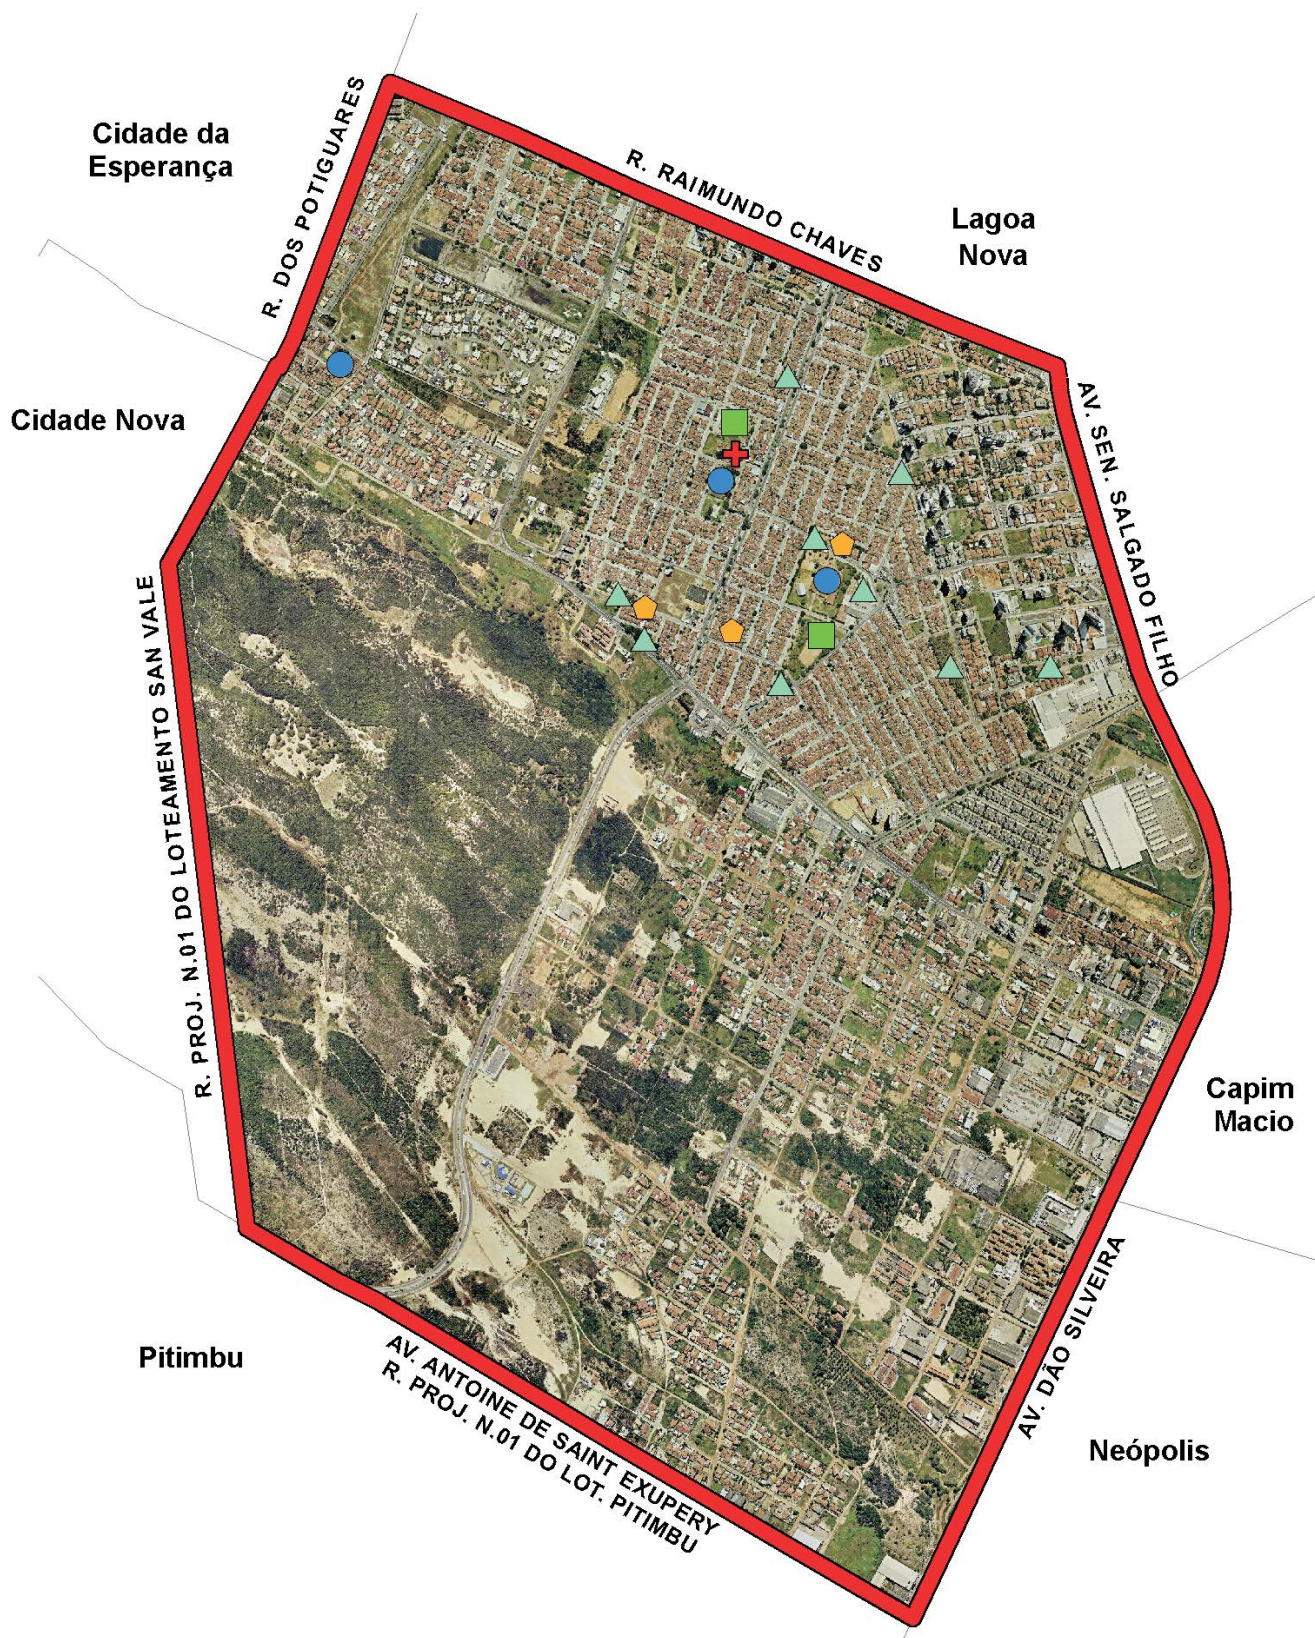 Cidade da
Esperança
R. DOS POTIGUARES
R. RAIMUNDO CHAVES
Lagoa
Nova
Cidade Nova
AV. SEN. SALGADO FILHO
R. PROJ. N.01 DO LOTEAMENTO SAN VALE
Capim
Macio
Pitimbu
AV. ANTOINE DE SAINT EXUPERY
R. PROJ. N.01 DO LOT. PITIMBU
AV. DÃO SILVEIRA
Neópolis